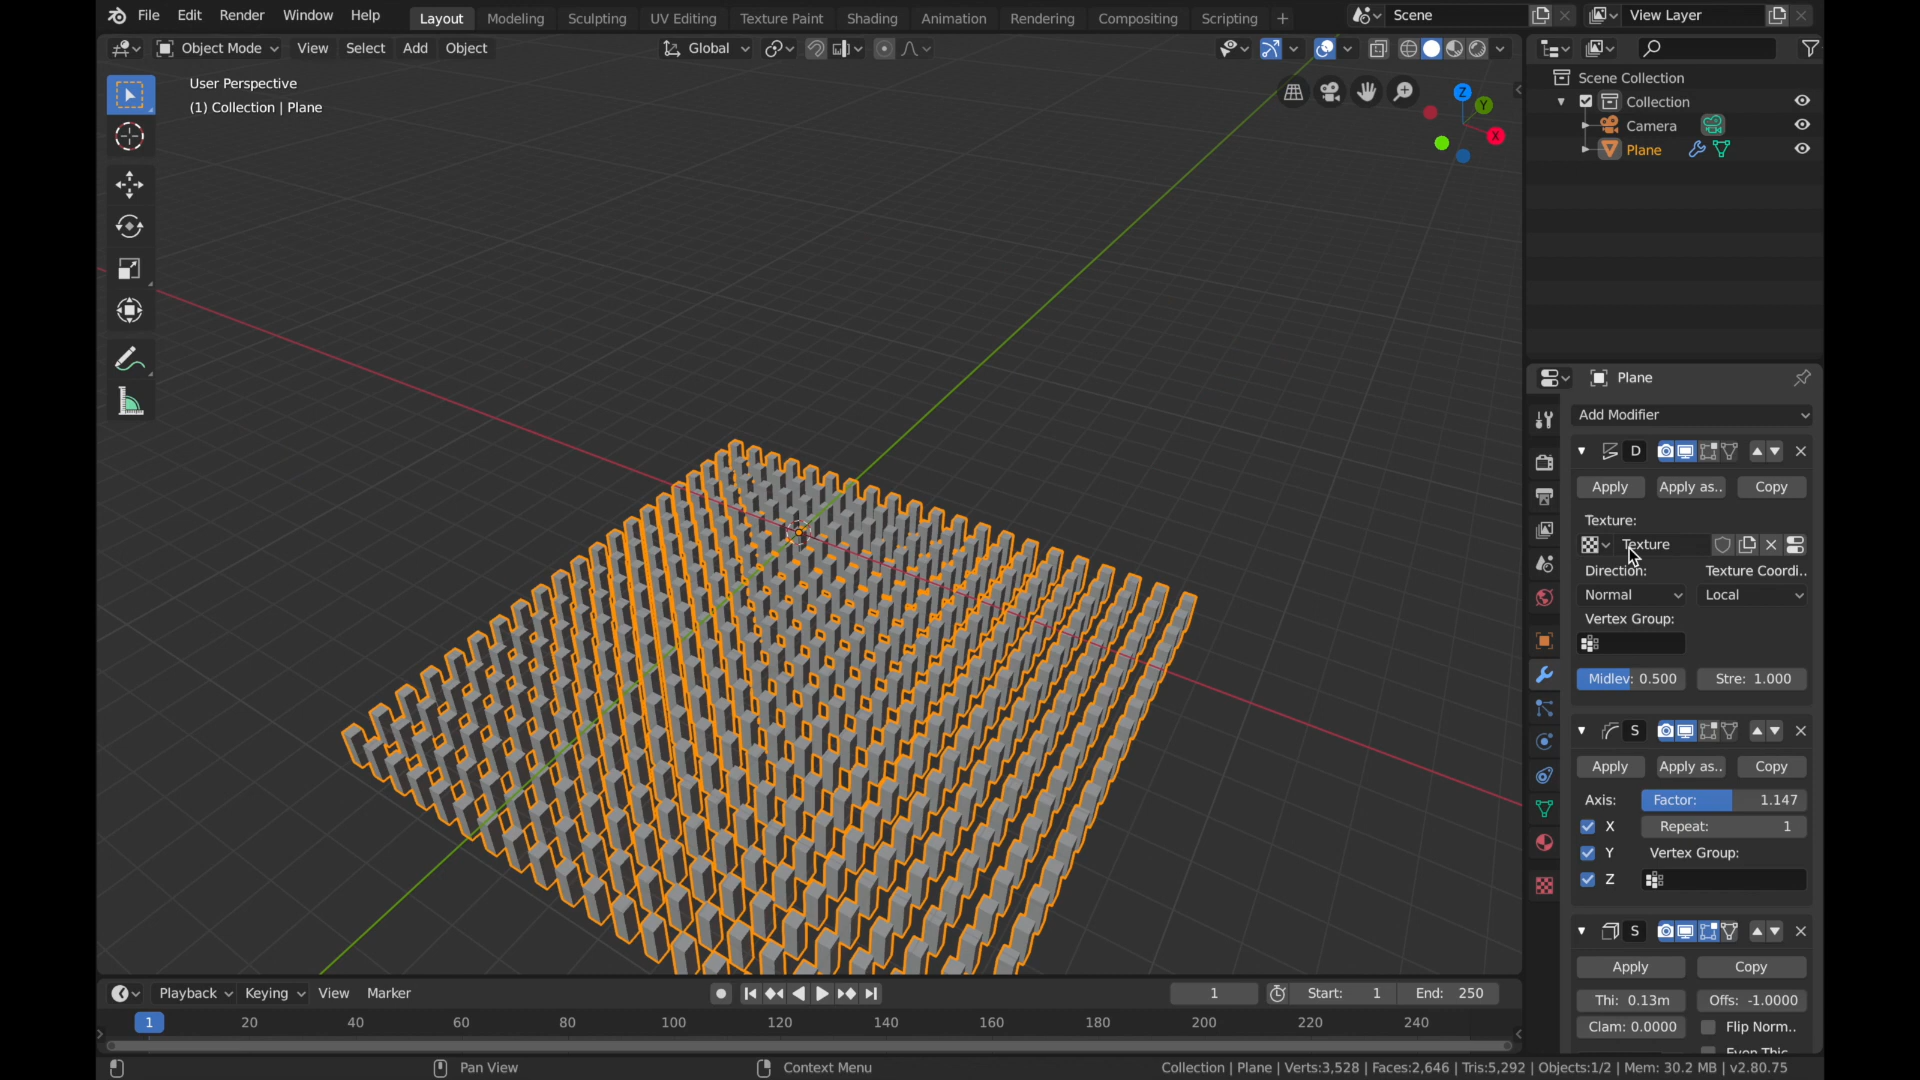 File Edit Render Window Help Layout Modeling Sculpting UV Editing Texture Paint Shading Animation Rendering Compositing Scripting + Scene View Layer
Object Mode View Select Add Object Global
User Perspective
(1) Collection | Plane
Z
Y
X
Scene Collection
Collection
Camera
Plane
Plane
Add Modifier
D
Apply Apply as.. Copy
Texture:
Texture
Direction: Texture Coordi..
Normal Local
Vertex Group:
Midlev: 0.500 Stre: 1.000
S
Apply Apply as.. Copy
Axis: Factor: 1.147
X Repeat: 1
Y Vertex Group:
Z
S
Apply Copy
Thi: 0.13m Offs: -1.0000
Clam: 0.0000 Flip Norm..
Even Thic
Playback Keying View Marker 1 Start: 1 End: 250
1 20 40 60 80 100 120 140 160 180 200 220 240
Pan View Context Menu Collection | Plane | Verts:3,528 | Faces:2,646 | Tris:5,292 | Objects:1/2 | Mem: 30.2 MB | v2.80.75